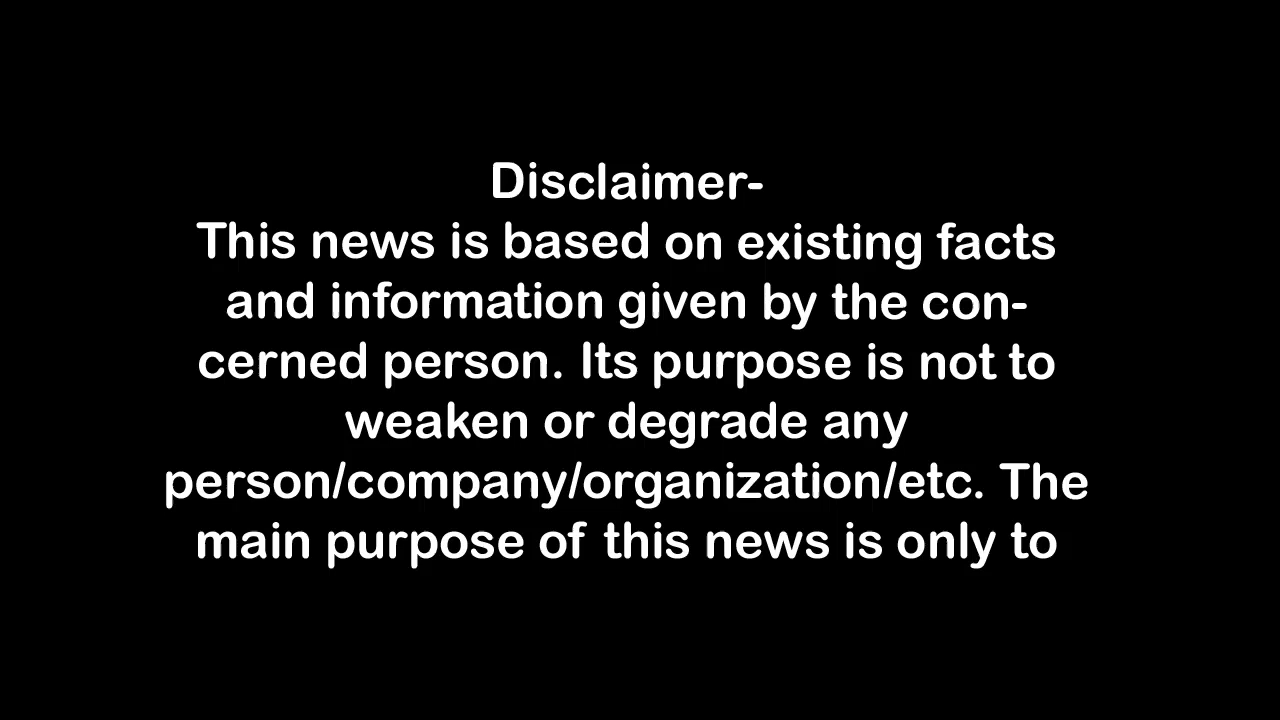 Disclaimer-
This news is based on existing facts
and information given by the con-
cerned person. Its purpose is not to
weaken or degrade any
person/company/organization/etc. The
main purpose of this news is only to